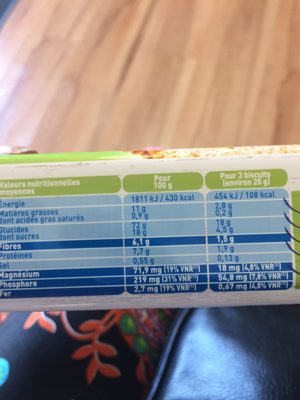 Valeurs nutritionnelles moyennes Pour 100 g Pour 3 biscuits (environ 25 g)
Énergie 1811 kJ / 430 kcal 454 kJ / 108 kcal
Matières grasses 11 g 2,8 g
dont acides gras saturés 0,9 g 0,2 g
Glucides 72 g 18 g
dont sucres 18 g 4,5 g
Fibres 6,1 g 1,5 g
Protéines 7,7 g 1,9 g
Sel 0,55 g 0,13 g
Magnésium 71,9 mg (19% VNR) 18 mg (4,8% VNR)
Phosphore 219 mg (31% VNR) 54,8 mg (7,8% VNR)
Fer 2,7 mg (19% VNR) 0,67 mg (4,8% VNR)